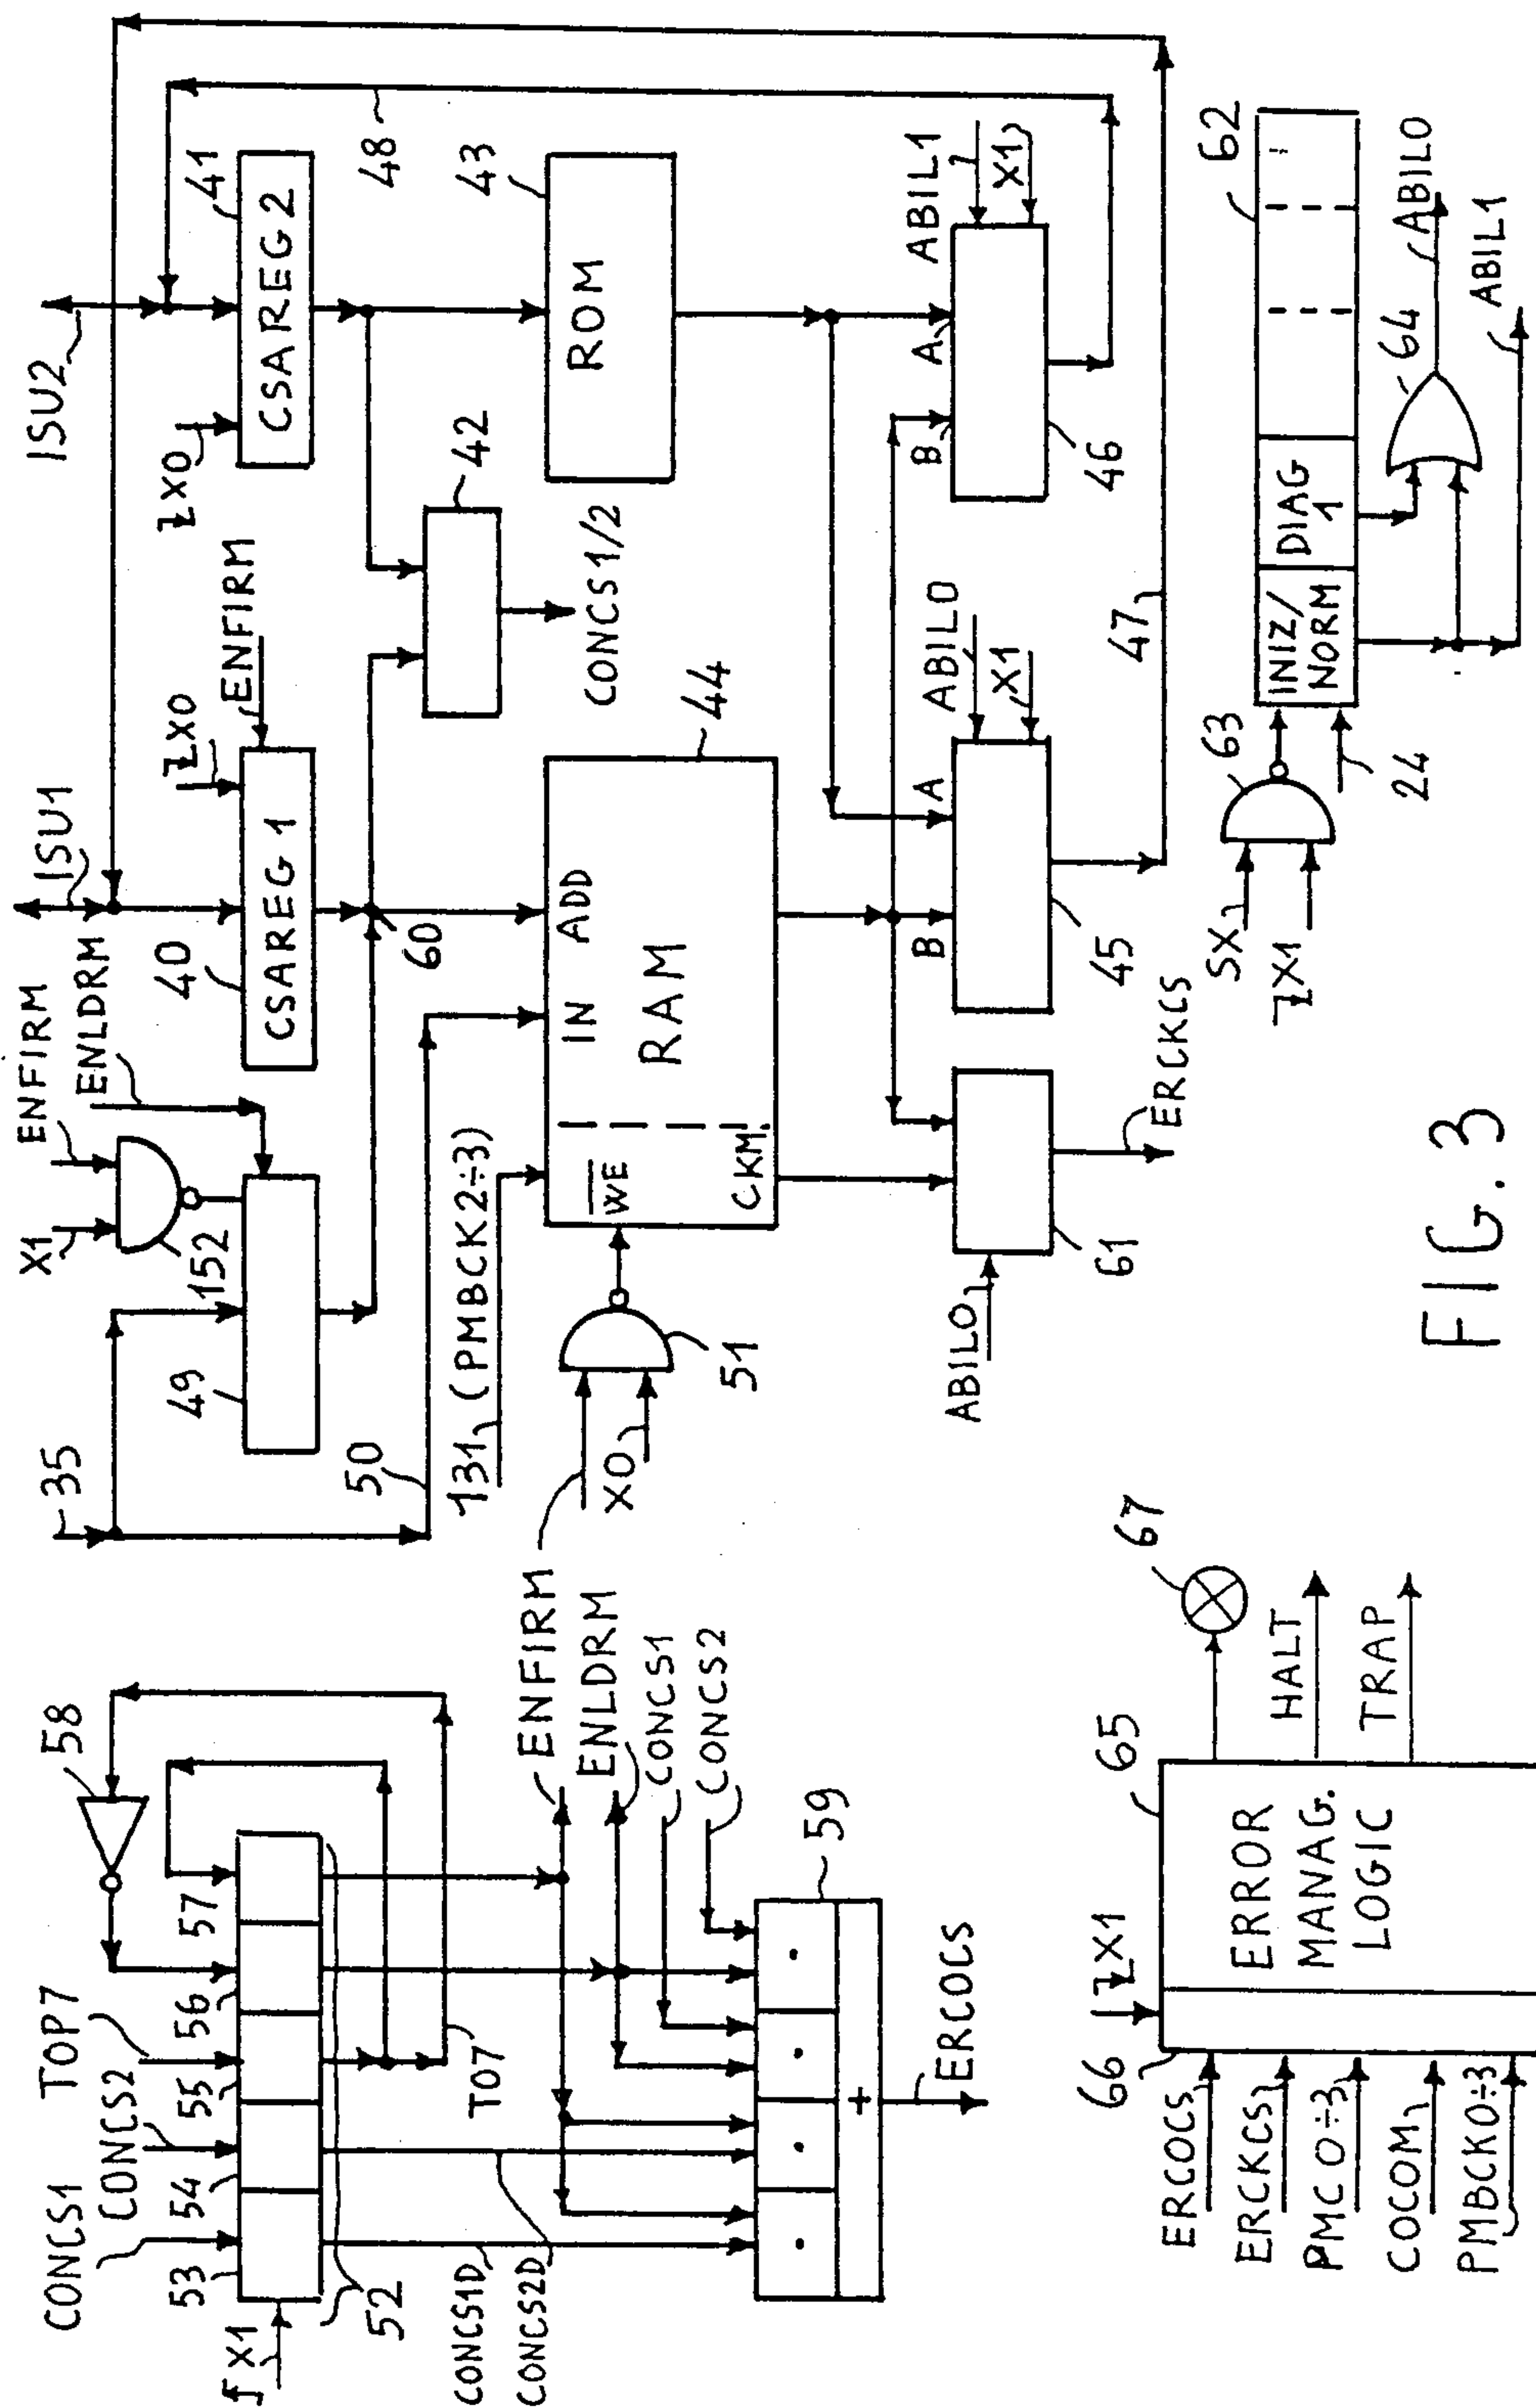 ISU2
ISU1
35
ENFIRM
ENLDRM
X1
152
49
40
CSAREG 1
X0
ENFIRM
X0
41
CSAREG 2
48
42
CONCS1/2
60
50
131 (PMBCK2÷3)
43
ROM
44
IN
ADD
RAM
WE
CKM
51
X0
ABIL0
61
ERCKCS
B
A
45
ABIL0
X1
47
B
A
46
ABIL1
X1
SX
X1
63
24
INIZ/
NORM
DIAG
1
62
64
ABIL0
ABIL1
FIG. 3
CONCS1
CONCS2
TOP7
58
53
54
55
56
57
X1
52
TO7
CONCS1D
CONCS2D
ENFIRM
ENLDRM
CONCS1
CONCS2
59
+
ERCOCS
66
X1
65
67
ERCOCS
ERCKCS
PMC0÷3
COCOM
PMBCK0÷3
ERROR
MANAG.
LOGIC
HALT
TRAP